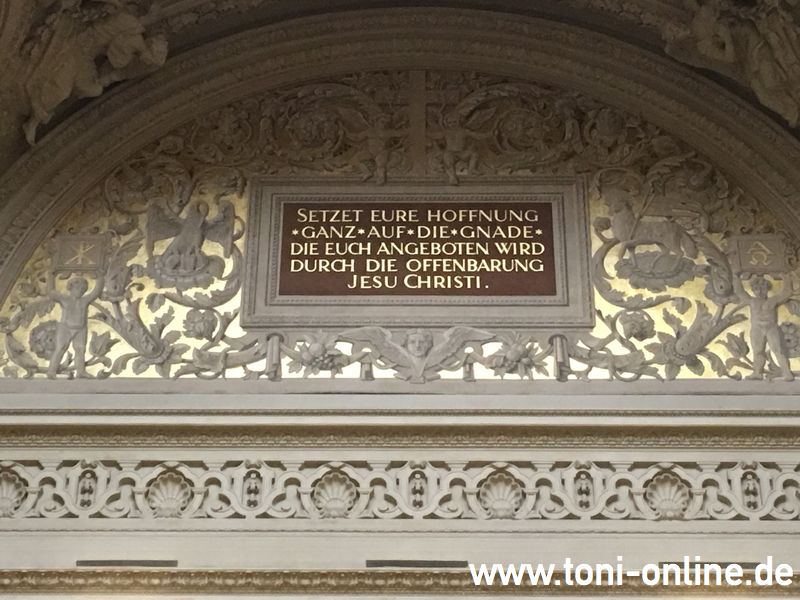 SETZET EURE HOFFNUNG
*GANZ*AUF*DIE*GNADE*
DIE EUCH ANGEBOTEN WIRD
DURCH DIE OFFENBARUNG
JESU CHRISTI.
Α Ω
www.toni-online.de